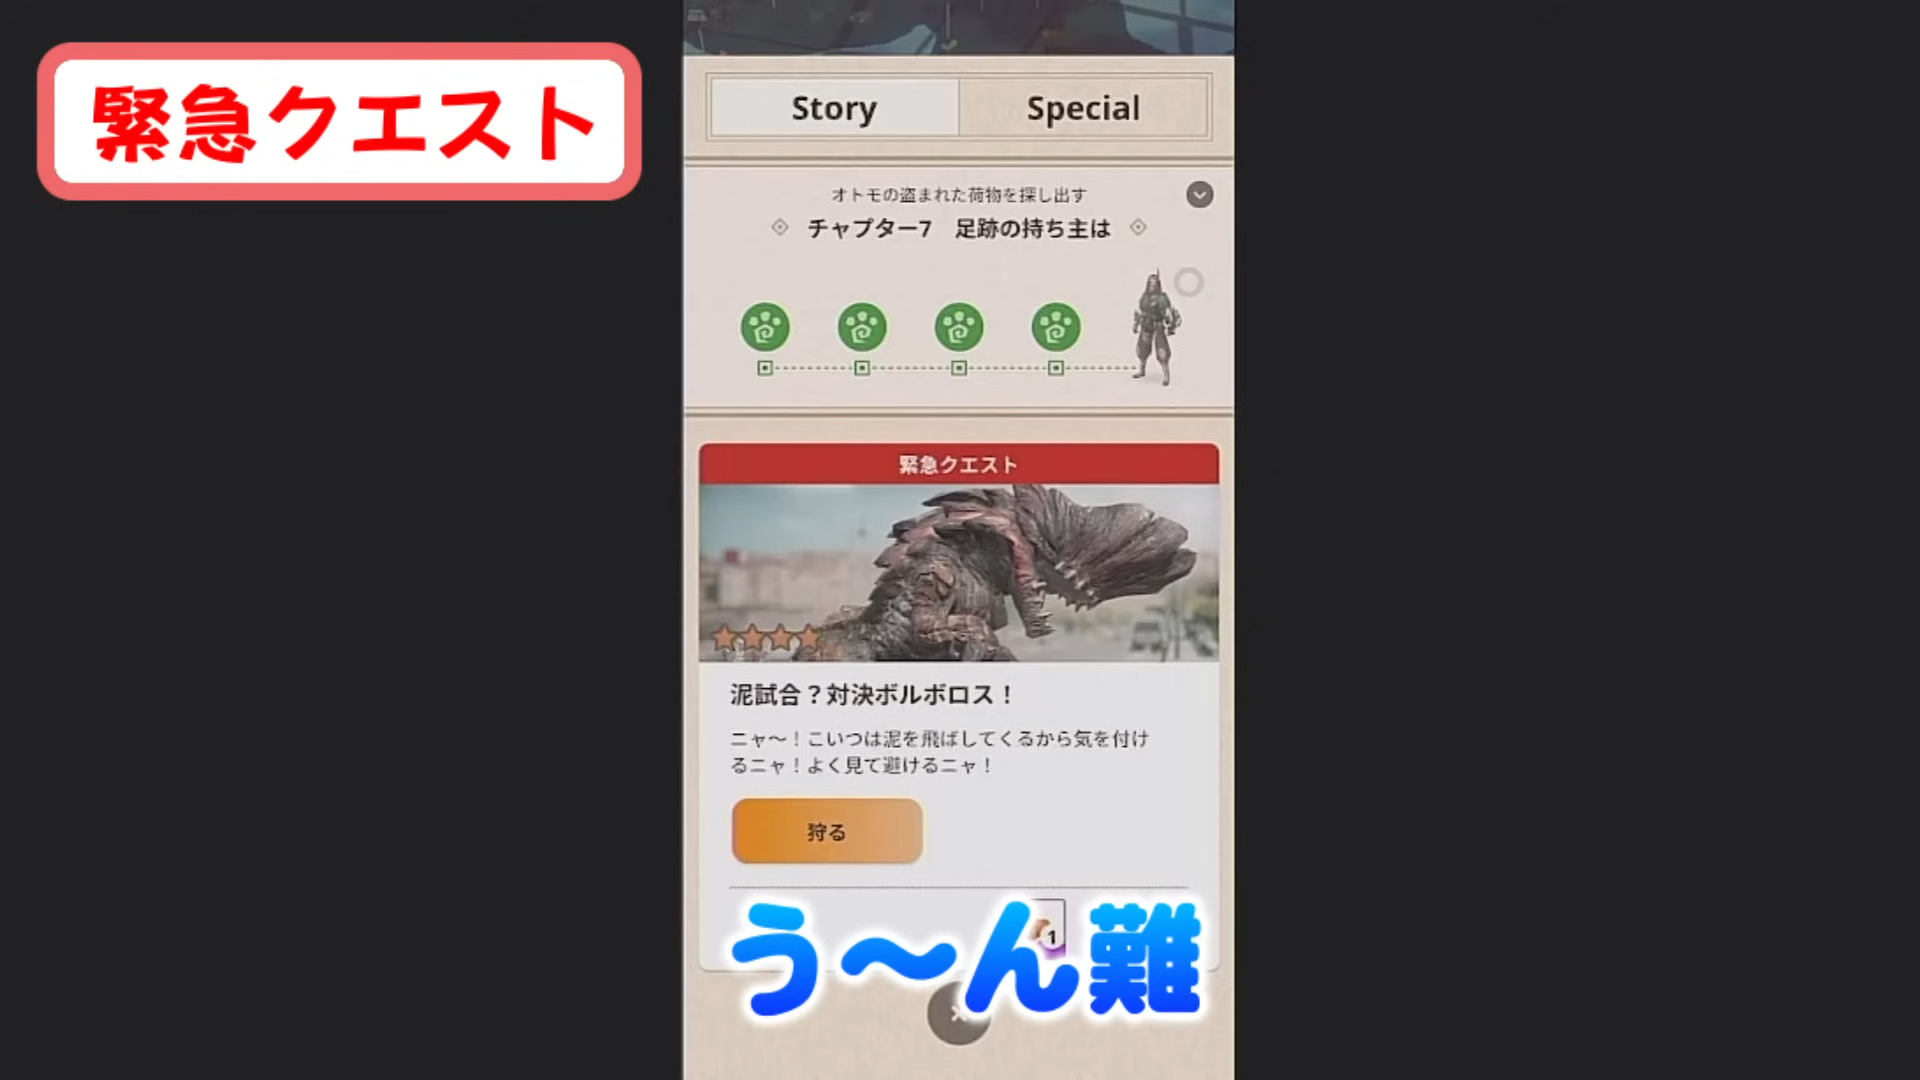 緊急クエスト
Story
Special
オトモの盗まれた荷物を探し出す
チャプター7　足跡の持ち主は
緊急クエスト
泥試合？対決ボルボロス！
ニャ～！こいつは泥を飛ばしてくるから気を付け
るニャ！よく見て避けるニャ！
狩る
1
う～ん難